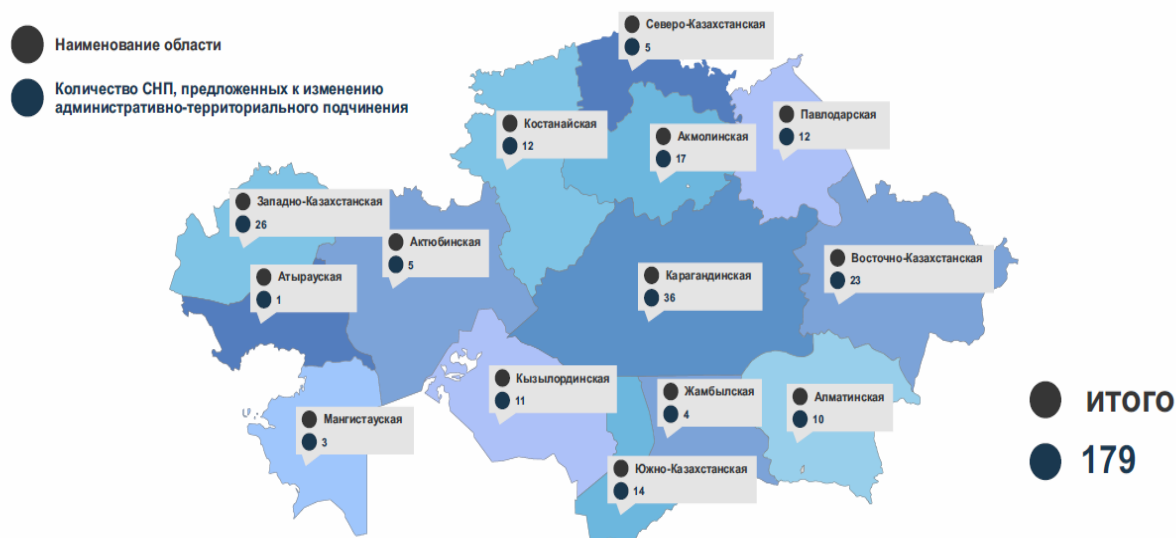 Наименование области
Количество СНП, предложенных к изменению
административно-территориального подчинения
Северо-Казахстанская
5
Костанайская
12
Акмолинская
17
Павлодарская
12
Западно-Казахстанская
26
Актюбинская
5
Атырауская
1
Карагандинская
36
Восточно-Казахстанская
23
Мангистауская
3
Кызылординская
11
Жамбылская
4
Алматинская
10
Южно-Казахстанская
14
ИТОГО
179